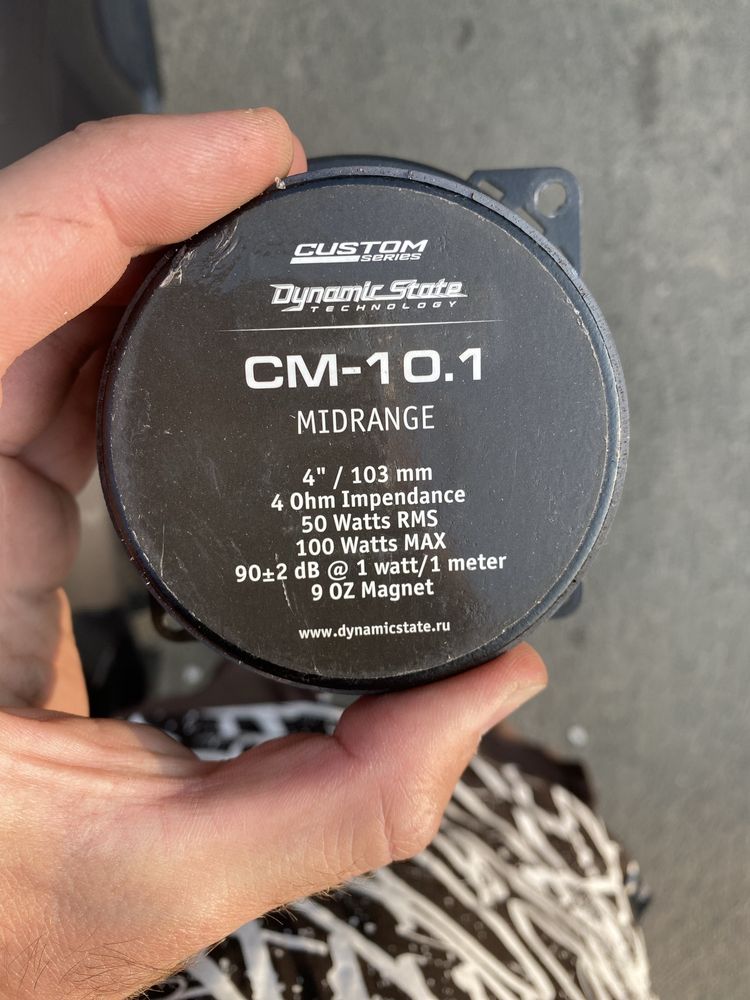 CUSTOM
SERIES
Dynamic State
TECHNOLOGY
CM-10.1
MIDRANGE
4" / 103 mm
4 Ohm Impendance
50 Watts RMS
100 Watts MAX
90±2 dB @ 1 watt/1 meter
9 OZ Magnet
www.dynamicstate.ru